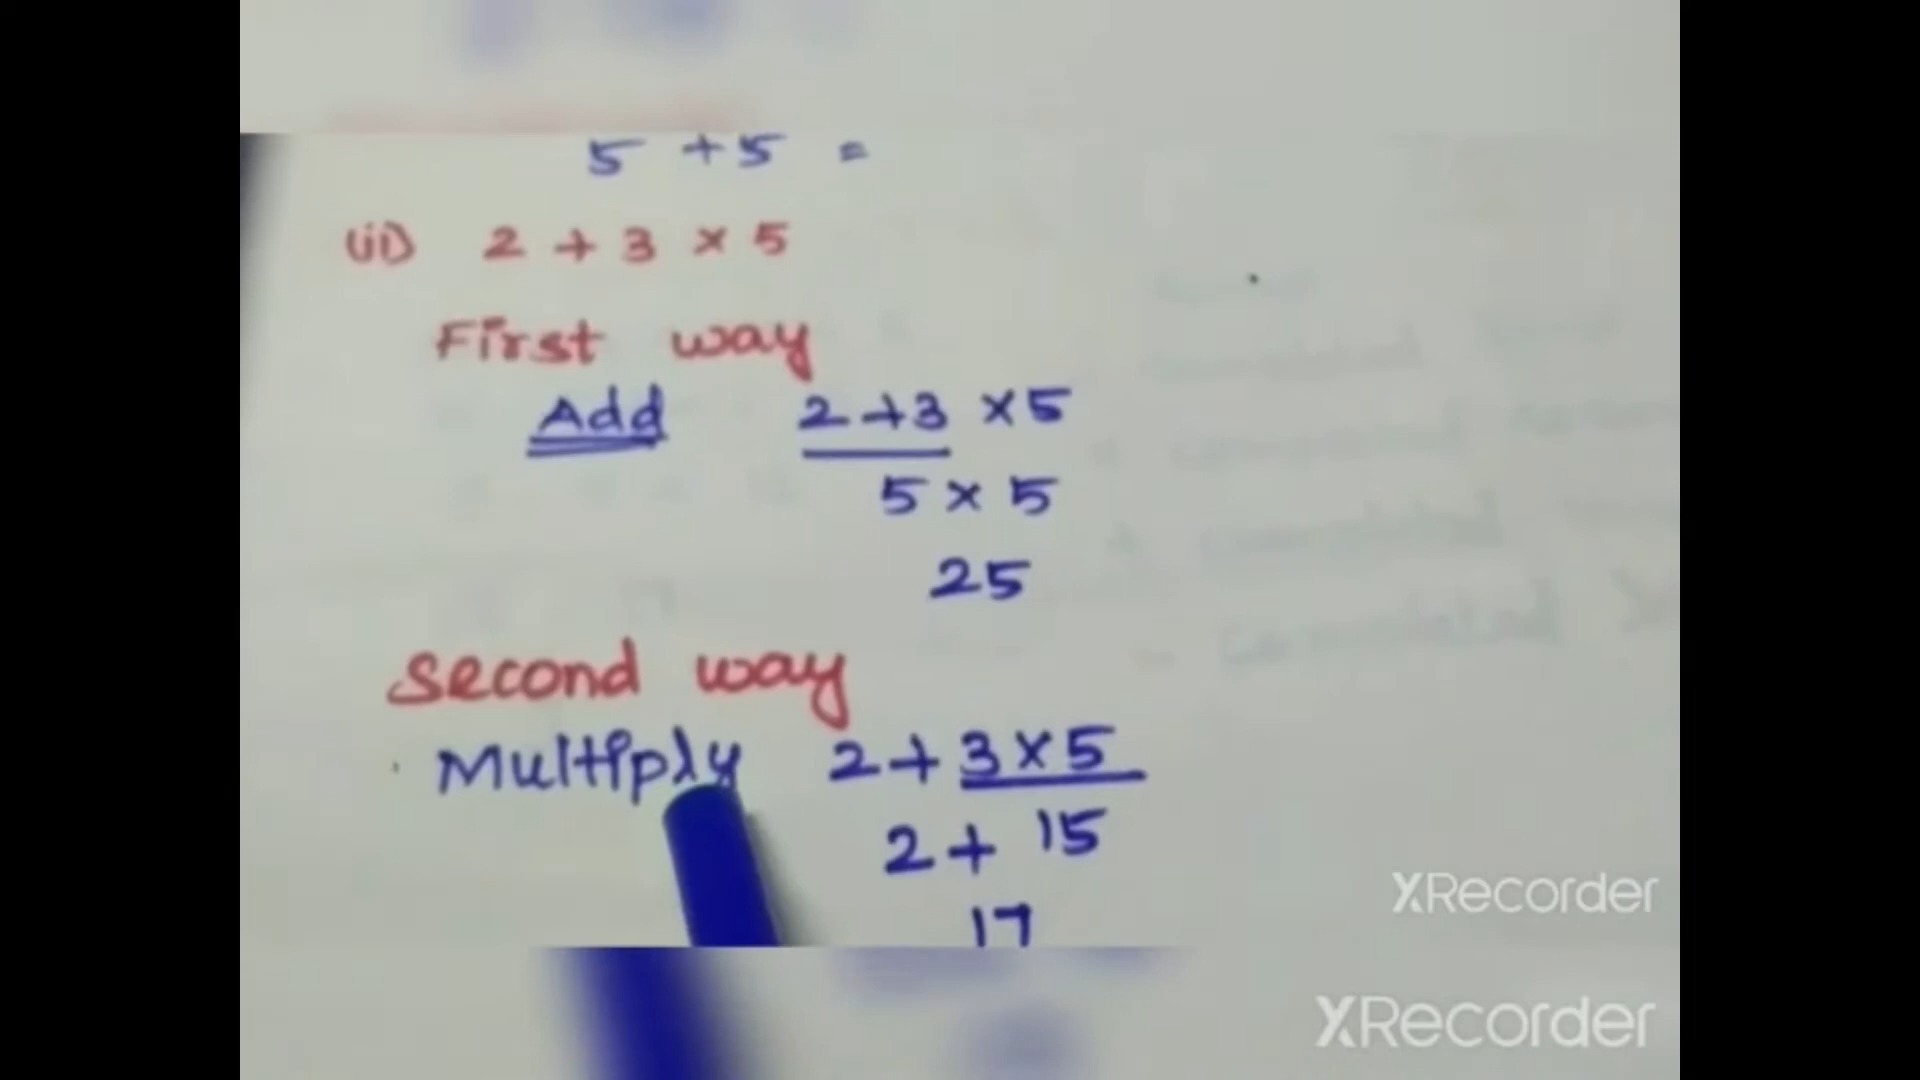 5 + 5 =
(ii) 2 + 3 × 5
First way
Add 2 + 3 × 5
5 × 5
25
Second way
Multiply 2 + 3 × 5
2 + 15
17
XRecorder
XRecorder